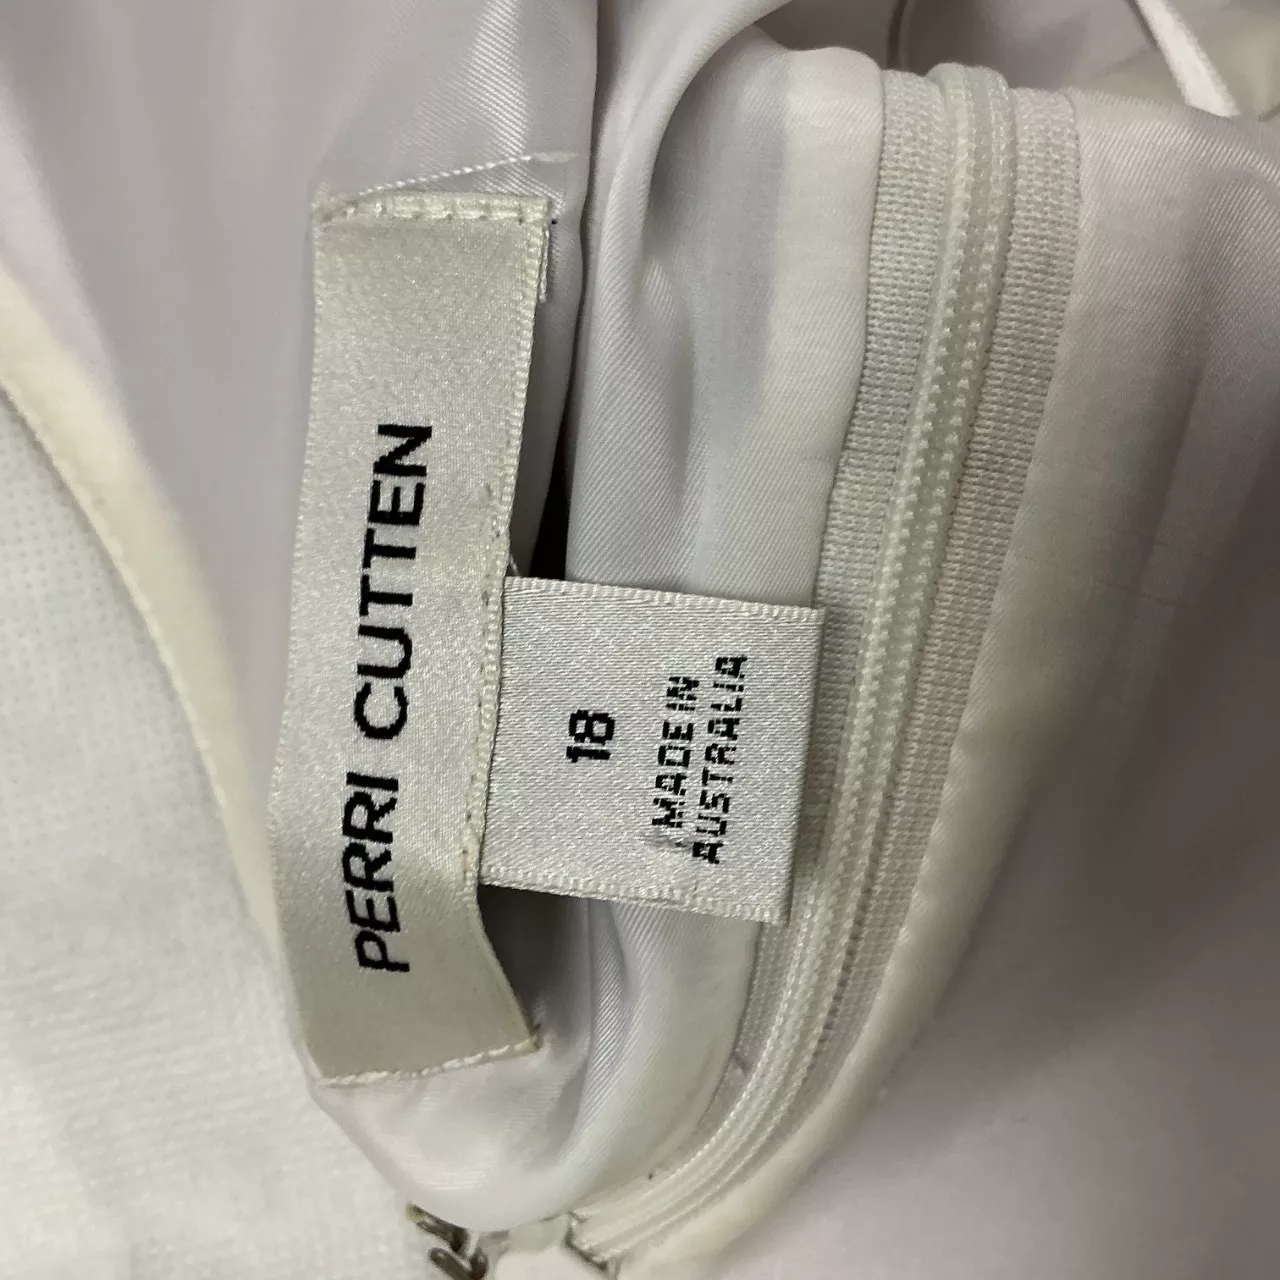 PERRI CUTTEN
18
MADE IN
AUSTRALIA